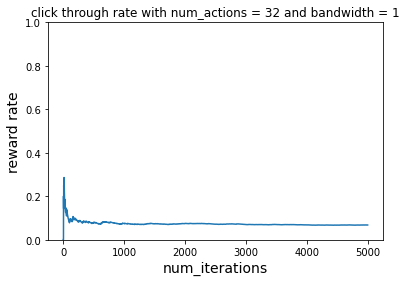 click through rate with num_actions = 32 and bandwidth = 1
1.0
0.8
0.6
0.4
0.2
0.0
reward rate
0 1000 2000 3000 4000 5000
num_iterations